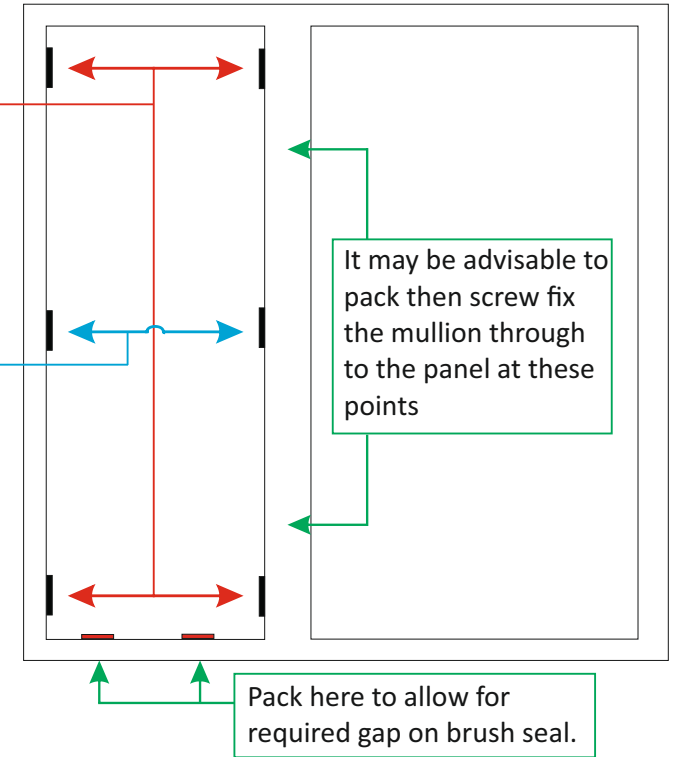 It may be advisable to
pack then screw fix
the mullion through
to the panel at these
points
Pack here to allow for
required gap on brush seal.